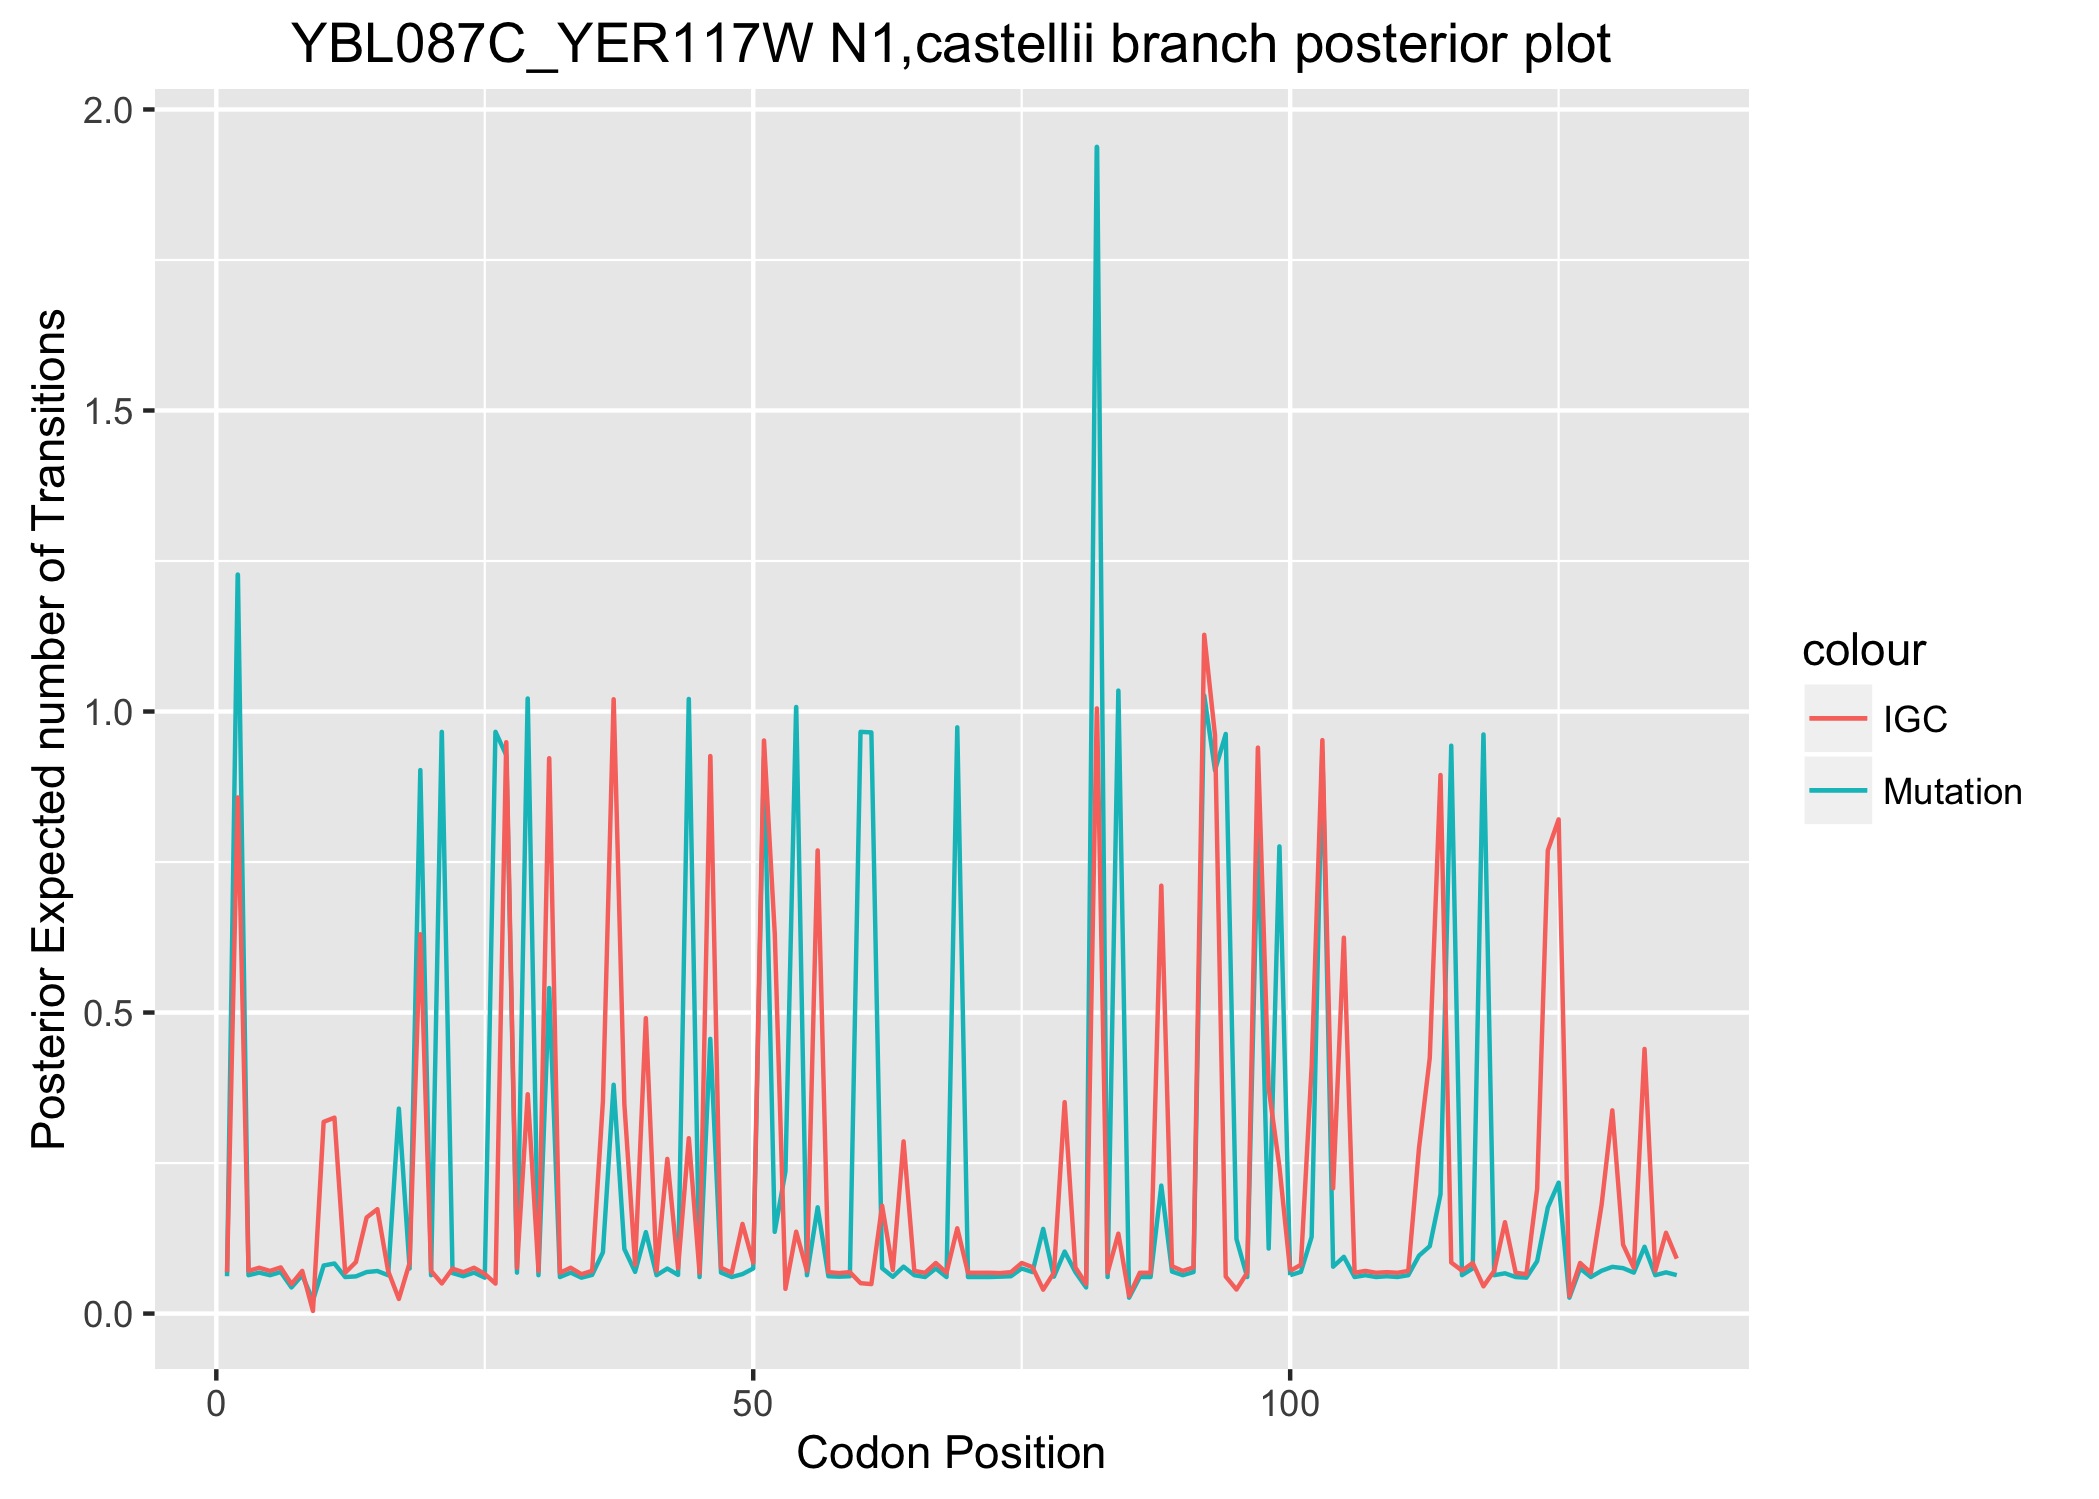 YBL087C_YER117W N1,castellii branch posterior plot
Posterior Expected number of Transitions
2.0
1.5
1.0
0.5
0.0
0
50
100
Codon Position
colour
IGC
Mutation